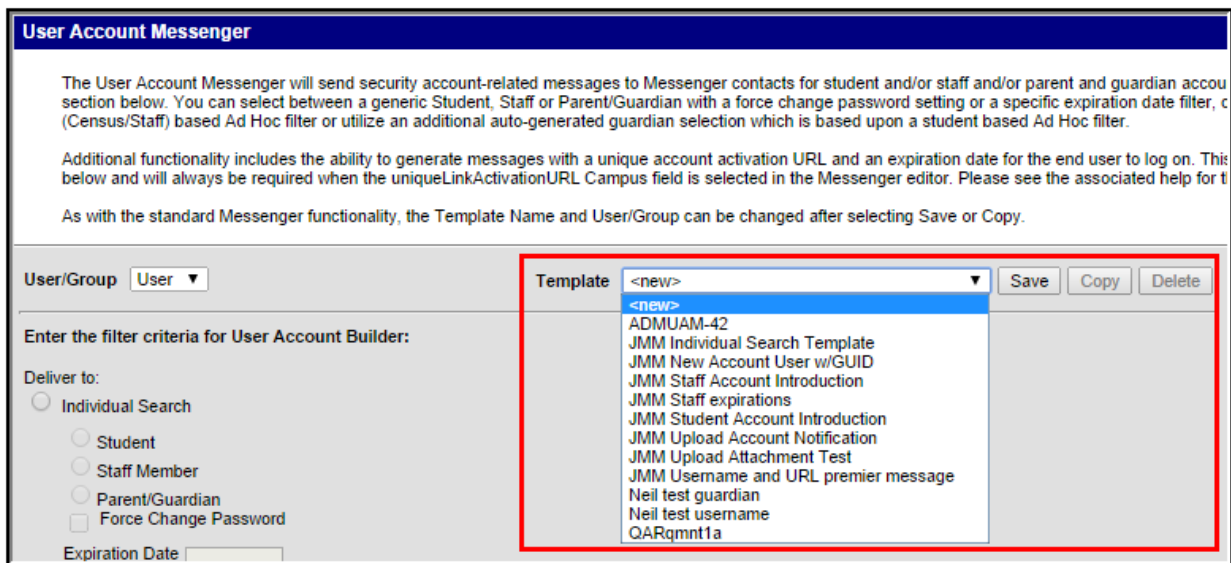 User Account Messenger
The User Account Messenger will send security account-related messages to Messenger contacts for student and/or staff and/or parent and guardian accou
section below. You can select between a generic Student, Staff or Parent/Guardian with a force change password setting or a specific expiration date filter,
(Census/Staff) based Ad Hoc filter or utilize an additional auto-generated guardian selection which is based upon a student based Ad Hoc filter.
Additional functionality includes the ability to generate messages with a unique account activation URL and an expiration date for the end user to log on. This
below and will always be required when the uniqueLinkActivationURL Campus field is selected in the Messenger editor. Please see the associated help for
As with the standard Messenger functionality, the Template Name and User/Group can be changed after selecting Save or Copy.
User/Group User Template <new> Save Copy Delete
<new>
ADMUAM-42
JMM Individual Search Template
JMM New Account User w/GUID
JMM Staff Account Introduction
JMM Staff expirations
JMM Student Account Introduction
JMM Upload Account Notification
JMM Upload Attachment Test
JMM Username and URL premier message
Neil test guardian
Neil test username
QARqmnt1a
Enter the filter criteria for User Account Builder:
Deliver to:
Individual Search
Student
Staff Member
Parent/Guardian
Force Change Password
Expiration Date